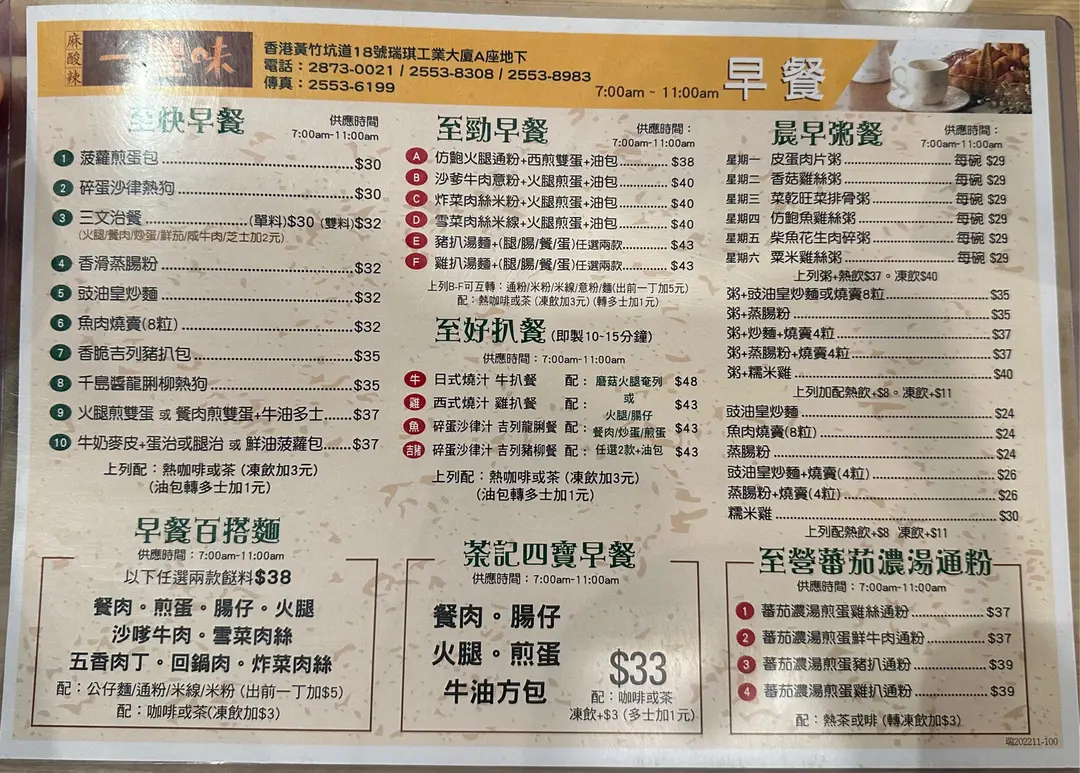 麻酸辣
一豐味
香港黃竹坑道18號瑞琪工業大廈A座地下
電話：2873-0021 / 2553-8308 / 2553-8983
傳真：2553-6199
7:00am ~ 11:00am 早餐
至快早餐
供應時間
7:00am-11:00am
1 菠蘿煎蛋包 $30
2 碎蛋沙律熱狗 $30
3 三文治餐 (單料)$30 (雙料)$32
(火腿/餐肉/炒蛋/鮮茄/咸牛肉/芝士加2元)
4 香滑蒸腸粉 $32
5 豉油皇炒麵 $32
6 魚肉燒賣(8粒) $32
7 香脆吉列豬扒包 $35
8 千島醬龍脷柳熱狗 $35
9 火腿煎雙蛋 或 餐肉煎雙蛋+牛油多士 $37
10 牛奶麥皮+蛋治或腿治 或 鮮油菠蘿包 $37
上列配：熱咖啡或茶 (凍飲加3元)
(油包轉多士加1元)
早餐百搭麵
供應時間：7:00am-11:00am
以下任選兩款餸料$38
餐肉。煎蛋。腸仔。火腿
沙嗲牛肉。雪菜肉絲
五香肉丁。回鍋肉。炸菜肉絲
配：公仔麵/通粉/米線/米粉 (出前一丁加$5)
配：咖啡或茶(凍飲加$3)
至勁早餐
供應時間：
7:00am-11:00am
A 仿鮑火腿通粉+西煎雙蛋+油包 $38
B 沙爹牛肉意粉+火腿煎蛋+油包 $40
C 炸菜肉絲米粉+火腿煎蛋+油包 $40
D 雪菜肉絲米線+火腿煎蛋+油包 $40
E 豬扒湯麵+(腿/腸/餐/蛋)任選兩款 $43
F 雞扒湯麵+(腿/腸/餐/蛋)任選兩款 $43
上列B-F可互轉：通粉/米粉/米線/意粉/麵(出前一丁加5元)
配：熱咖啡或茶 (凍飲加3元) (轉多士加1元)
至好扒餐 (即製10-15分鐘)
供應時間：7:00am-11:00am
牛 日式燒汁 牛扒餐 配：磨菇火腿奄列 $48
或
雞 西式燒汁 雞扒餐 配：火腿/腸仔 $43
魚 碎蛋沙律汁 吉列龍脷餐 配：餐肉/炒蛋/煎蛋 $43
吉豬 碎蛋沙律汁 吉列豬柳餐 配：任選2款+油包 $43
上列配：熱咖啡或茶 (凍飲加3元)
(油包轉多士加1元)
茶記四寶早餐
供應時間：7:00am-11:00am
餐肉。腸仔
火腿。煎蛋
牛油方包
$33
配：咖啡或茶
凍飲+$3 (多士加1元)
晨早粥餐
供應時間：
7:00am-11:00am
星期一 皮蛋肉片粥 每碗 $29
星期二 香菇雞絲粥 每碗 $29
星期三 菜乾旺菜排骨粥 每碗 $29
星期四 仿鮑魚雞絲粥 每碗 $29
星期五 柴魚花生肉碎粥 每碗 $29
星期六 粟米雞絲粥 每碗 $29
上列粥+熱飲$37。凍飲$40
粥+豉油皇炒麵或燒賣8粒 $35
粥+蒸腸粉 $35
粥+炒麵+燒賣4粒 $37
粥+蒸腸粉+燒賣4粒 $37
粥+糯米雞 $40
上列加配熱飲+$8。凍飲+$11
豉油皇炒麵 $24
魚肉燒賣(8粒) $24
蒸腸粉 $24
豉油皇炒麵+燒賣(4粒) $26
蒸腸粉+燒賣(4粒) $26
糯米雞 $30
上列配熱飲+$8 凍飲+$11
至營蕃茄濃湯通粉
供應時間：7:00am-11:00am
1 蕃茄濃湯煎蛋雞絲通粉 $37
2 蕃茄濃湯煎蛋鮮牛肉通粉 $37
3 蕃茄濃湯煎蛋豬扒通粉 $39
4 蕃茄濃湯煎蛋雞扒通粉 $39
配：熱茶或啡 (轉凍飲加$3)
瑞202211-100